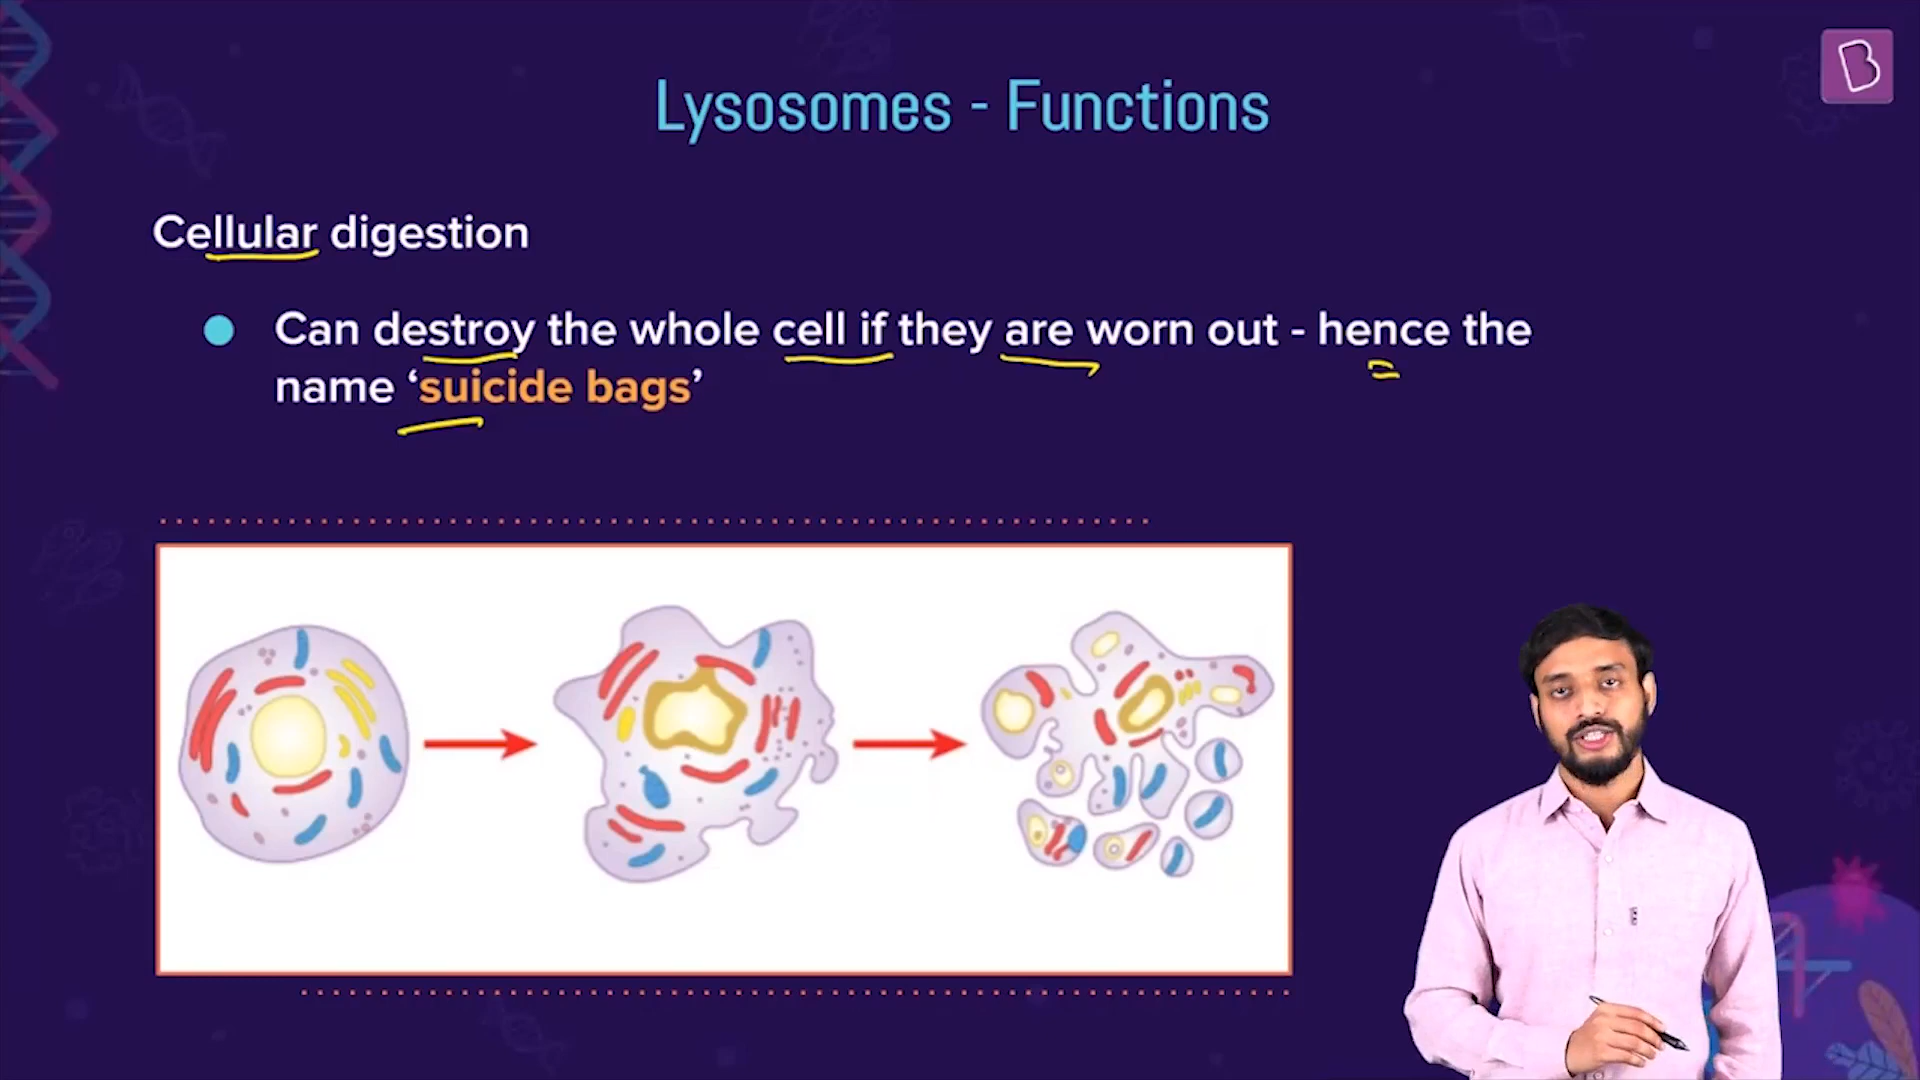 B
Lysosomes - Functions
Cellular digestion
Can destroy the whole cell if they are worn out - hence the
name ‘suicide bags’